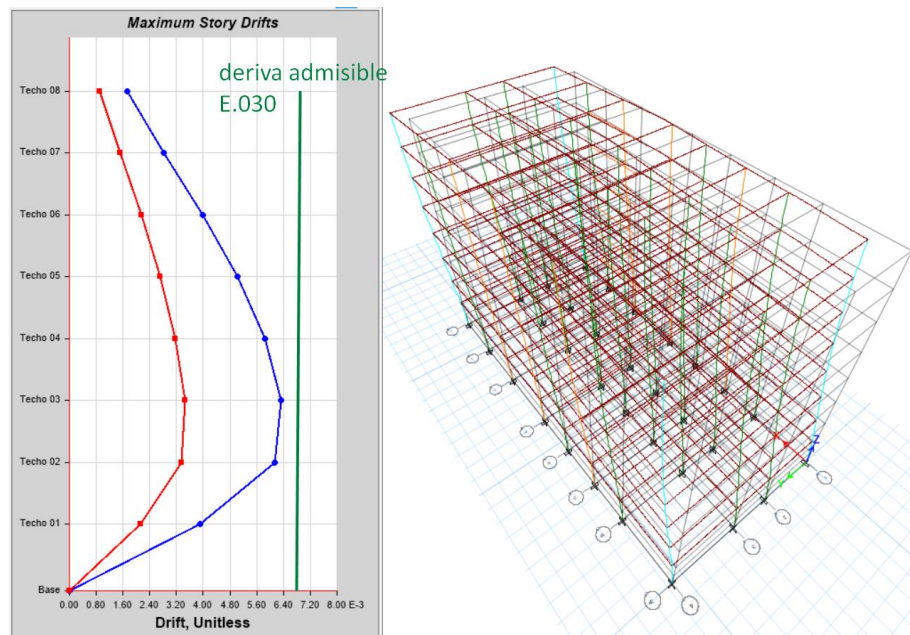 Maximum Story Drifts
deriva admisible
E.030
Techo 08
Techo 07
Techo 06
Techo 05
Techo 04
Techo 03
Techo 02
Techo 01
Base
0.00 0.80 1.60 2.40 3.20 4.00 4.80 5.60 6.40 7.20 8.00 E-3
Drift, Unitless
Z